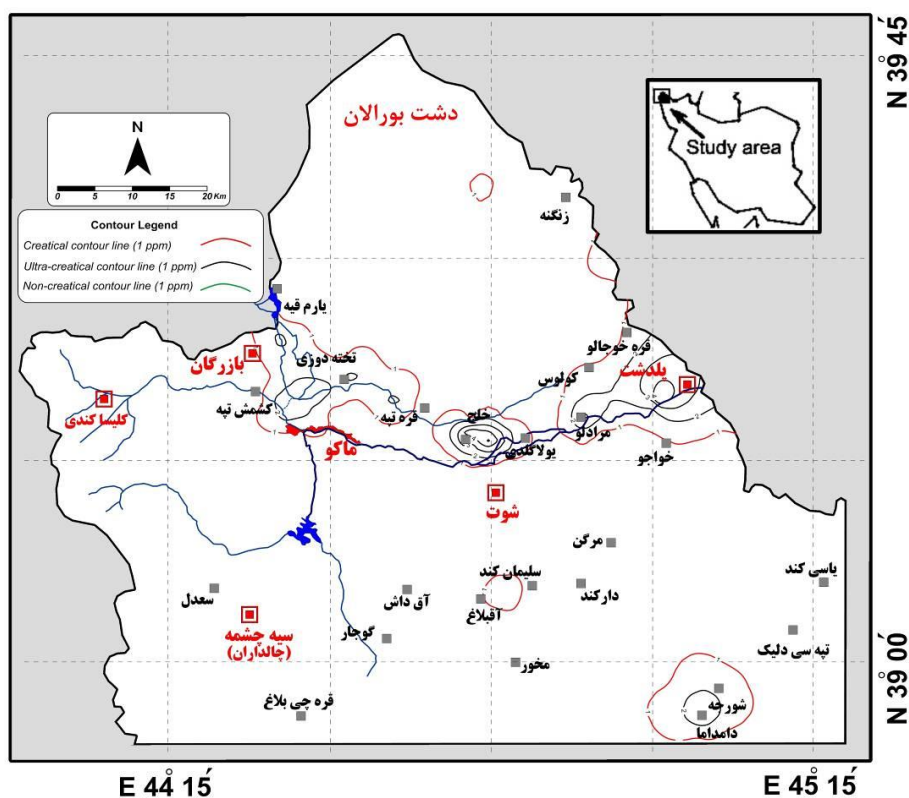 N 39 45
دشت بورالان
N
0 5 10 15 20 Km
Study area
Contour Legend
Creatical contour line (1 ppm)
Ultra-creatical contour line (1 ppm)
Non-creatical contour line (1 ppm)
زنگنه
یارم قیه
قره خوجالو
بازرگان
تخته دوزی
کولوس
پلدشت
کلیسا کندی
کشمش تپه
قره تپه
خلج
مرادلو
ماکو
یولاگلدی
خواجو
شوت
مرگن
سلیمان کند
دارکند
یاسی کند
سعدل
آق داش
آقبلاغ
سیه چشمه
(چالداران)
گوجار
تپه سی دلیک
مخور
N 39 00
قره چی بلاغ
شورجه
دامداما
E 44° 15′
E 45° 15′